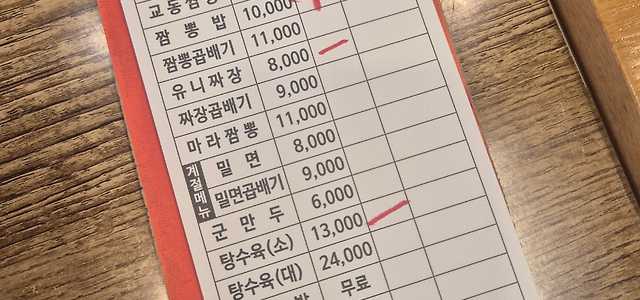 교동짬뽕
짬뽕밥 10,000
짬뽕곱배기 11,000
유니짜장 8,000
짜장곱배기 9,000
마라짬뽕 11,000
계절메뉴
밀면 8,000
밀면곱배기 9,000
군만두 6,000
탕수육(소) 13,000
탕수육(대) 24,000
무료